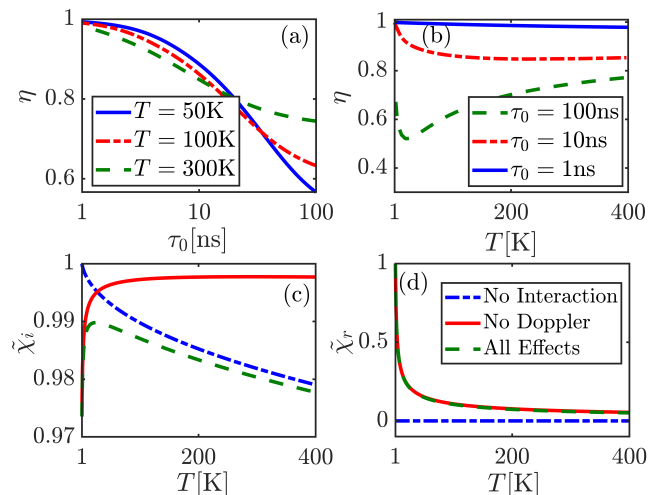 1
0.8
0.6
η
(a)
T = 50K
T = 100K
T = 300K
1
10
100
τ₀[ns]
1
0.8
0.6
0.4
η
(b)
τ₀ = 100ns
τ₀ = 10ns
τ₀ = 1ns
1
200
400
T[K]
1
0.99
0.98
0.97
χ̃ᵢ
(c)
1
200
400
T[K]
1
0.5
0
χ̃ᵣ
(d)
No Interaction
No Doppler
All Effects
1
200
400
T[K]